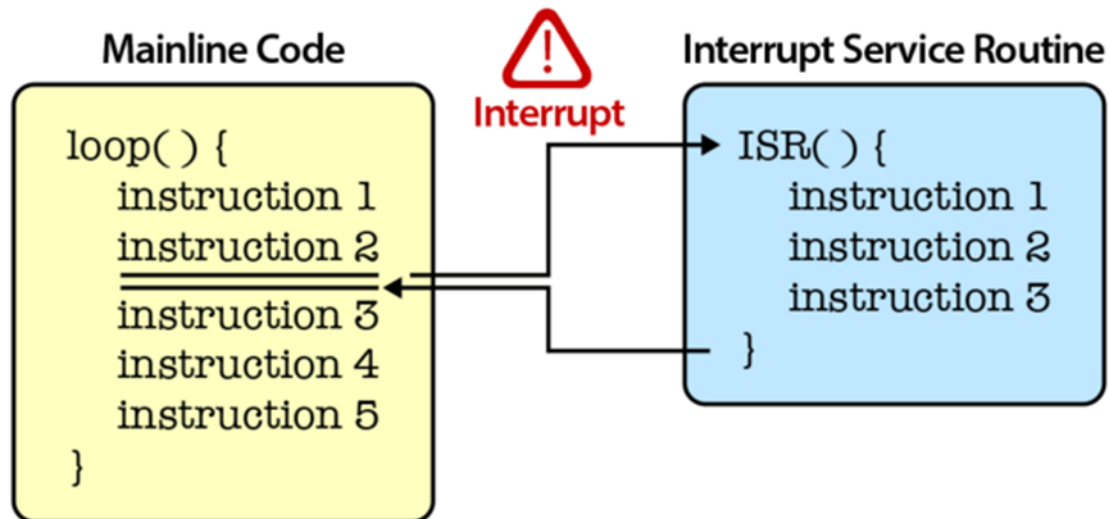 Mainline Code
loop( ) {
instruction 1
instruction 2
instruction 3
instruction 4
instruction 5
}
!
Interrupt
Interrupt Service Routine
ISR( ) {
instruction 1
instruction 2
instruction 3
}